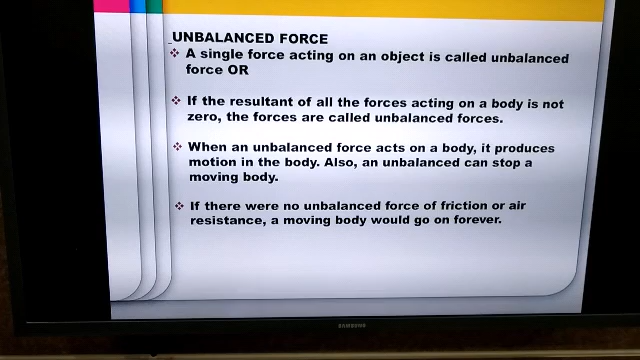 UNBALANCED FORCE
❖ A single force acting on an object is called unbalanced
force OR
❖ If the resultant of all the forces acting on a body is not
zero, the forces are called unbalanced forces.
❖ When an unbalanced force acts on a body, it produces
motion in the body. Also, an unbalanced can stop a
moving body.
❖ If there were no unbalanced force of friction or air
resistance, a moving body would go on forever.
SAMSUNG